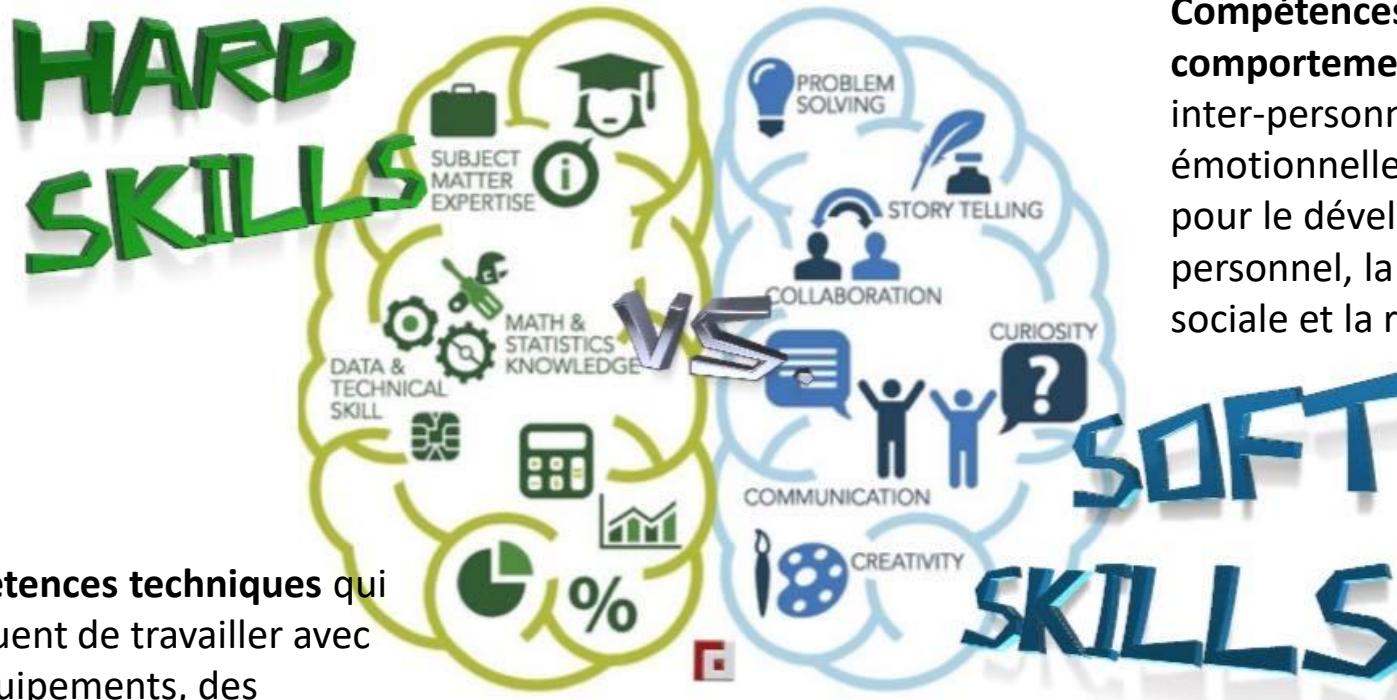 HARD
SKILLS
SUBJECT
MATTER
EXPERTISE
MATH &
STATISTICS
KNOWLEDGE
DATA &
TECHNICAL
SKILL
%
étences techniques qui
uent de travailler avec
uipements, des
VS.
PROBLEM
SOLVING
STORY TELLING
COLLABORATION
CURIOSITY
?
COMMUNICATION
CREATIVITY
Compétences
comporteme
inter-person
émotionnelle
pour le dével
personnel, la
sociale et la
SOFT
SKILLS